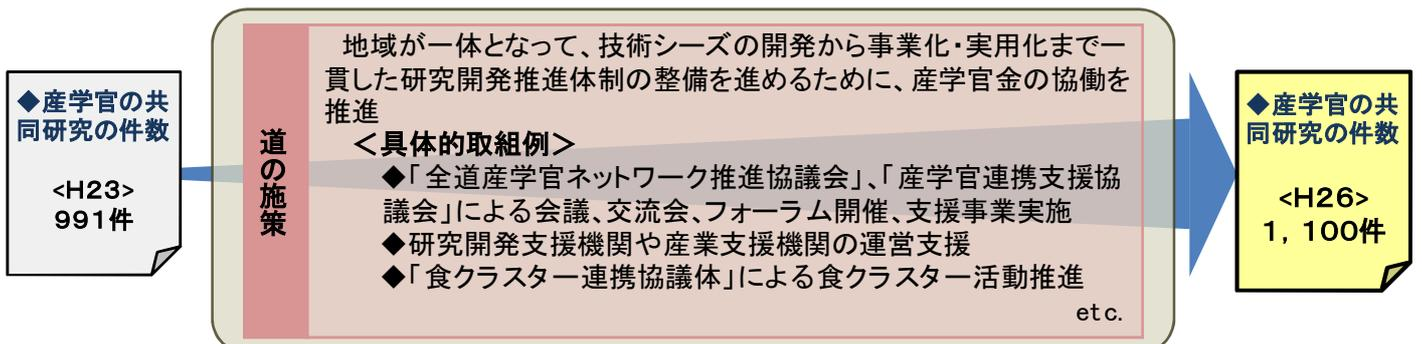 ◆産学官の共
同研究の件数
<H23>
991件
道の施策
地域が一体となって、技術シーズの開発から事業化・実用化まで一
貫した研究開発推進体制の整備を進めるために、産学官金の協働を
推進
＜具体的取組例＞
◆「全道産学官ネットワーク推進協議会」、「産学官連携支援協
議会」による会議、交流会、フォーラム開催、支援事業実施
◆研究開発支援機関や産業支援機関の運営支援
◆「食クラスター連携協議体」による食クラスター活動推進
etc.
◆産学官の共
同研究の件数
<H26>
1，100件